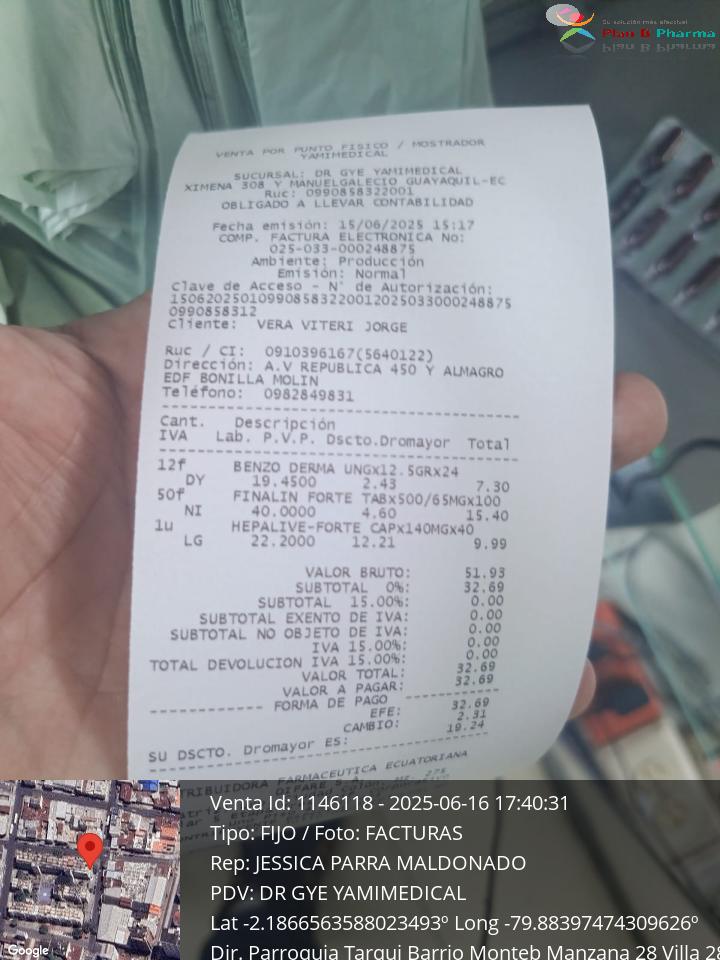 Su solución más efectiva!
Plan B Pharma
VENTA POR PUNTO FISICO / MOSTRADOR
YAMIMEDICAL
SUCURSAL: DR GYE YAMIMEDICAL
XIMENA 308 Y MANUELGALECIO GUAYAQUIL-EC
Ruc: 0990858322001
OBLIGADO A LLEVAR CONTABILIDAD
Fecha emisión: 15/06/2025 15:17
COMP. FACTURA ELECTRONICA No:
025-033-000248875
Ambiente: Producción
Emisión: Normal
Clave de Acceso - N° de Autorización:
150620250109908583220012025033000248875
0990858312
Cliente: VERA VITERI JORGE
Ruc / CI: 0910396167(5640122)
Dirección: A.V REPUBLICA 450 Y ALMAGRO
EDF BONILLA MOLIN
Teléfono: 0982849831
Cant. Descripción
IVA Lab. P.V.P. Dscto.Dromayor Total
12f BENZO DERMA UNGx12.5GRx24
DY 19.4500 2.43 7.30
50f FINALIN FORTE TABx500/65MGx100
NI 40.0000 4.60 15.40
1u HEPALIVE-FORTE CAPx140MGx40
LG 22.2000 12.21 9.99
VALOR BRUTO: 51.93
SUBTOTAL 0%: 32.69
SUBTOTAL 15.00%: 0.00
SUBTOTAL EXENTO DE IVA: 0.00
SUBTOTAL NO OBJETO DE IVA: 0.00
IVA 15.00%: 0.00
TOTAL DEVOLUCION IVA 15.00%: 0.00
VALOR TOTAL: 32.69
VALOR A PAGAR: 32.69
FORMA DE PAGO
EFE: 32.69
CAMBIO: 2.31
SU DSCTO. Dromayor ES: 19.24
FARMACEUTICA ECUATORIANA
Venta Id: 1146118 - 2025-06-16 17:40:31
Tipo: FIJO / Foto: FACTURAS
Rep: JESSICA PARRA MALDONADO
PDV: DR GYE YAMIMEDICAL
Lat -2.1866563588023493º Long -79.88397474309626º
Dir. Parroquia Tarqui Barrio Monteb Manzana 28 Villa 28
Google